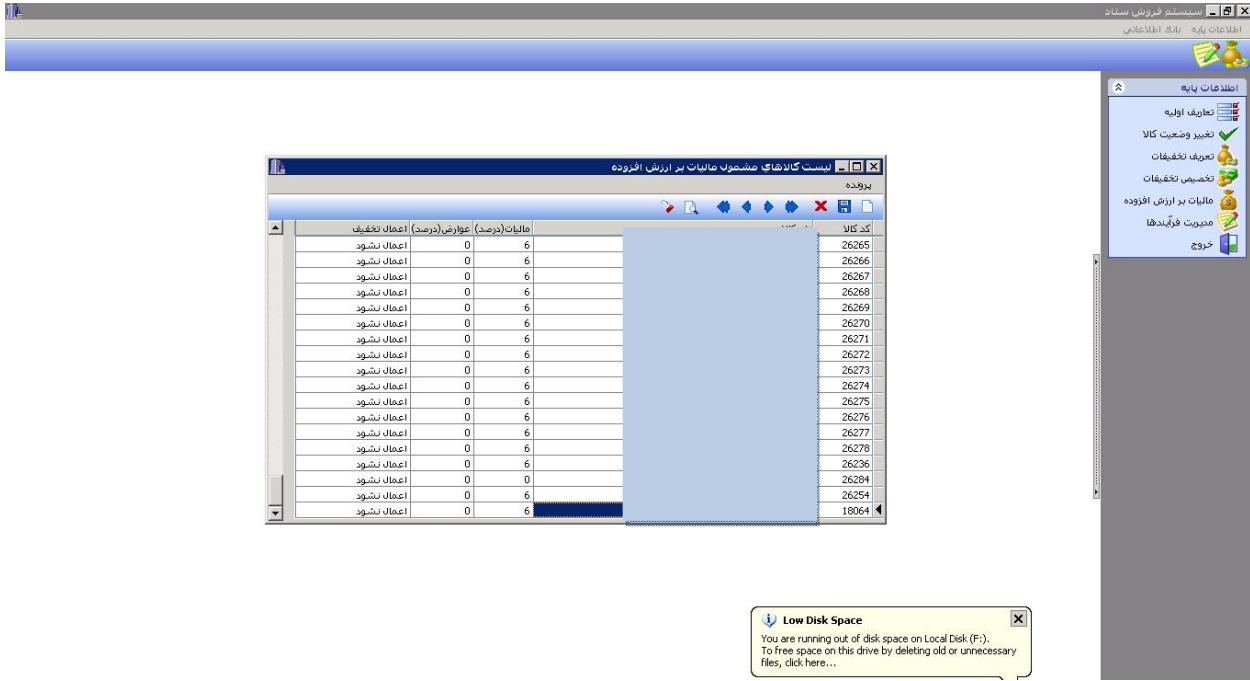 سیستم فروش ستاد
اطلاعات پایه بانك اطلاعاتی
اطلاعات پایه
تعاریف اولیه
تغییر وضعیت کالا
تعریف تخفیفات
تخصیص تخفیفات
مالیات بر ارزش افزوده
مدیریت فرآیندها
خروج
لیست کالاهاي مشمول مالیات بر ارزش افزوده
پرونده
کد کالا مالیات(درصد) عوارض(درصد) اعمال تخفیف
26265 6 0 اعمال نشود
26266 6 0 اعمال نشود
26267 6 0 اعمال نشود
26268 6 0 اعمال نشود
26269 6 0 اعمال نشود
26270 6 0 اعمال نشود
26271 6 0 اعمال نشود
26272 6 0 اعمال نشود
26273 6 0 اعمال نشود
26274 6 0 اعمال نشود
26275 6 0 اعمال نشود
26276 6 0 اعمال نشود
26277 6 0 اعمال نشود
26278 6 0 اعمال نشود
26236 6 0 اعمال نشود
26284 0 0 اعمال نشود
26254 6 0 اعمال نشود
18064 6 0 اعمال نشود
Low Disk Space
You are running out of disk space on Local Disk (F:).
To free space on this drive by deleting old or unnecessary
files, click here...